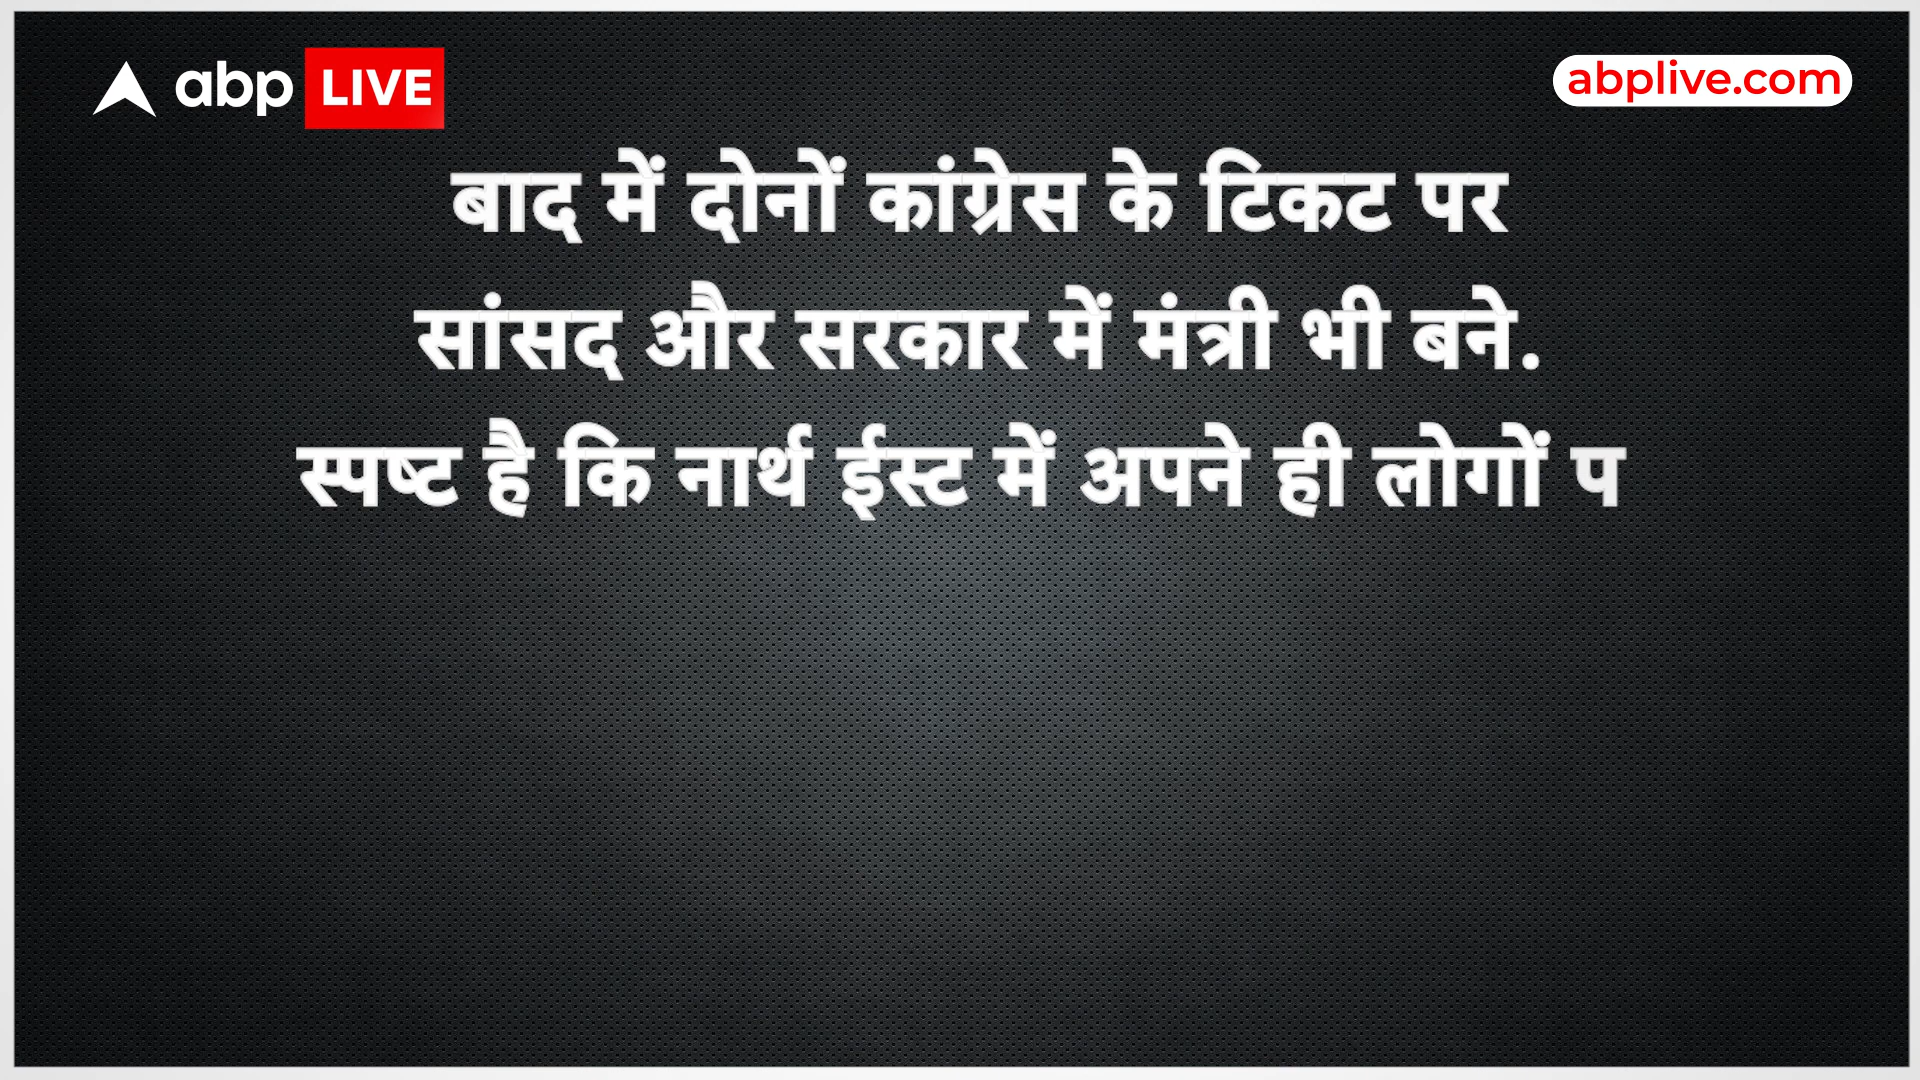 abp LIVE
abplive.com
बाद में दोनों कांग्रेस के टिकट पर
सांसद और सरकार में मंत्री भी बने.
स्पष्ट है कि नार्थ ईस्ट में अपने ही लोगों प